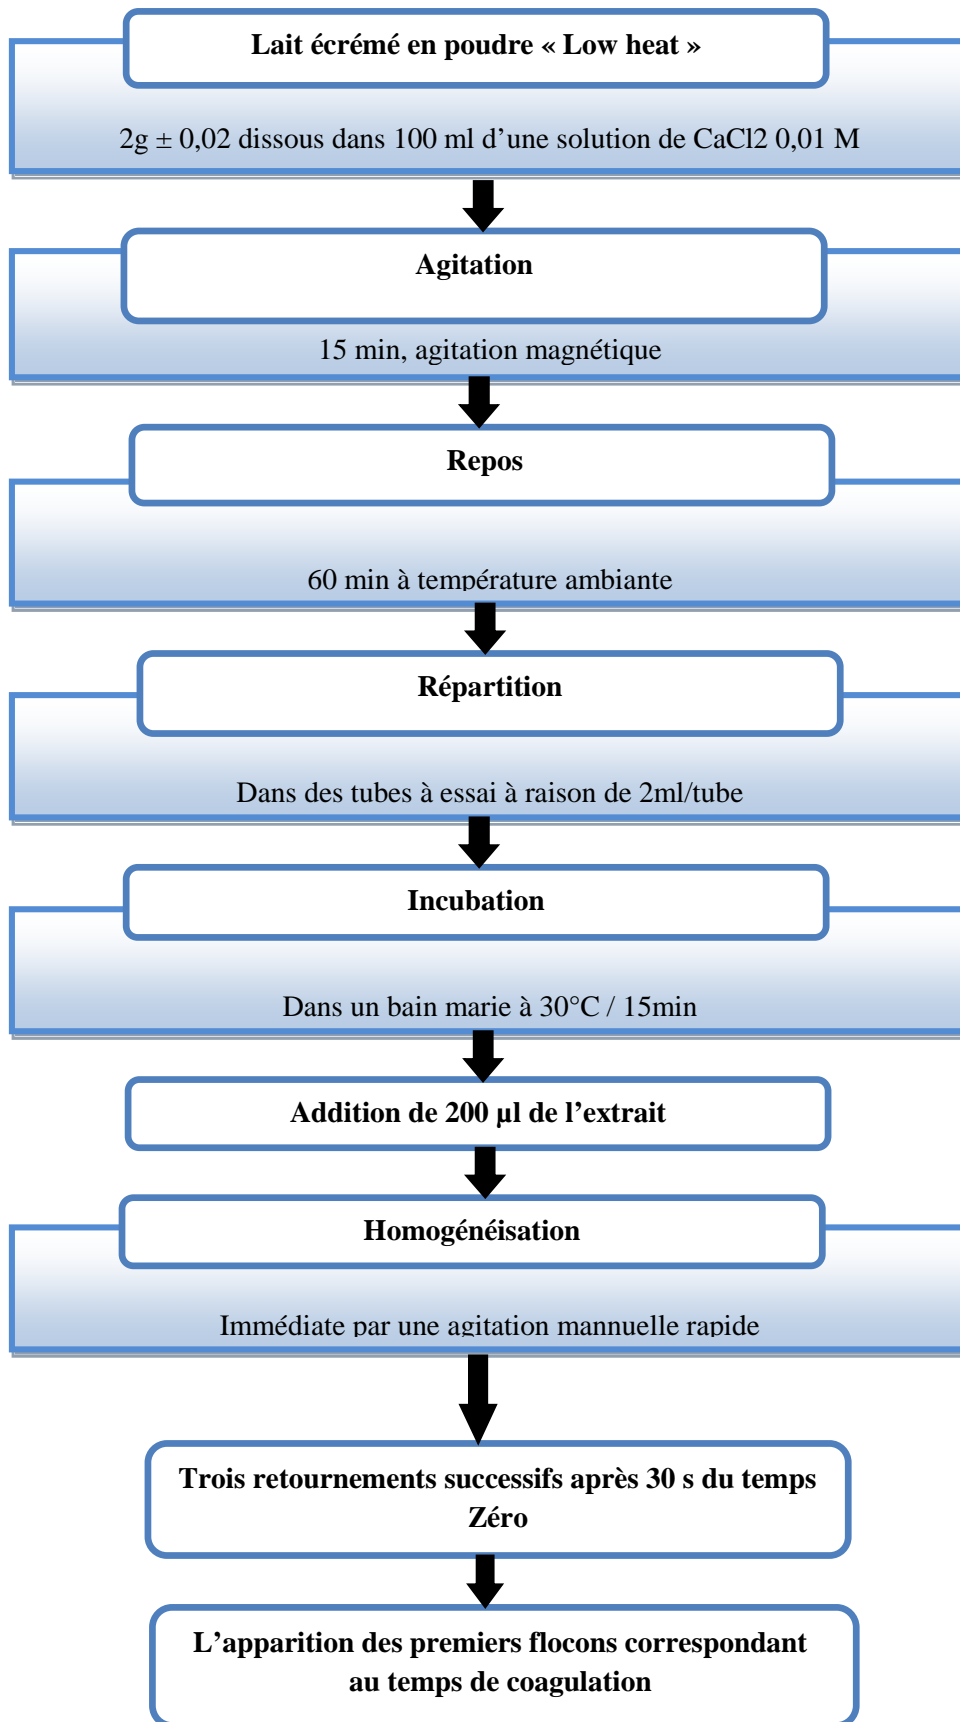 Lait écrémé en poudre « Low heat »
2g ± 0,02 dissous dans 100 ml d’une solution de CaCl2 0,01 M
Agitation
15 min, agitation magnétique
Repos
60 min à température ambiante
Répartition
Dans des tubes à essai à raison de 2ml/tube
Incubation
Dans un bain marie à 30°C / 15min
Addition de 200 µl de l’extrait
Homogénéisation
Immédiate par une agitation mannuelle rapide
Trois retournements successifs après 30 s du temps
Zéro
L’apparition des premiers flocons correspondant
au temps de coagulation